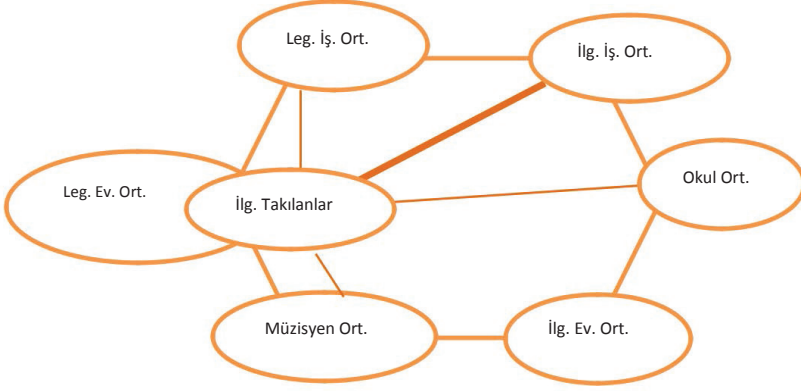 Leg. İş. Ort.
İlg. İş. Ort.
Leg. Ev. Ort.
İlg. Takılanlar
Okul Ort.
Müzisyen Ort.
İlg. Ev. Ort.